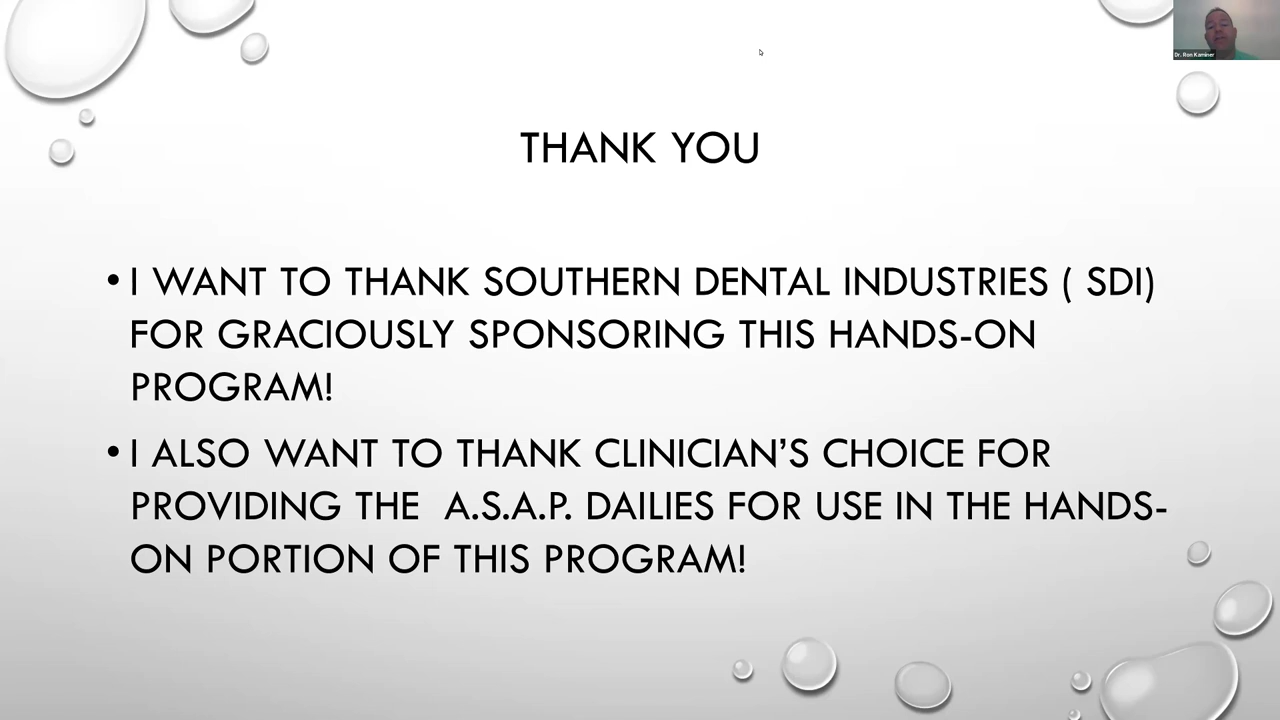 Dr. Ron Kaminer
THANK YOU
• I WANT TO THANK SOUTHERN DENTAL INDUSTRIES ( SDI)
FOR GRACIOUSLY SPONSORING THIS HANDS-ON
PROGRAM!
• I ALSO WANT TO THANK CLINICIAN’S CHOICE FOR
PROVIDING THE  A.S.A.P. DAILIES FOR USE IN THE HANDS-
ON PORTION OF THIS PROGRAM!